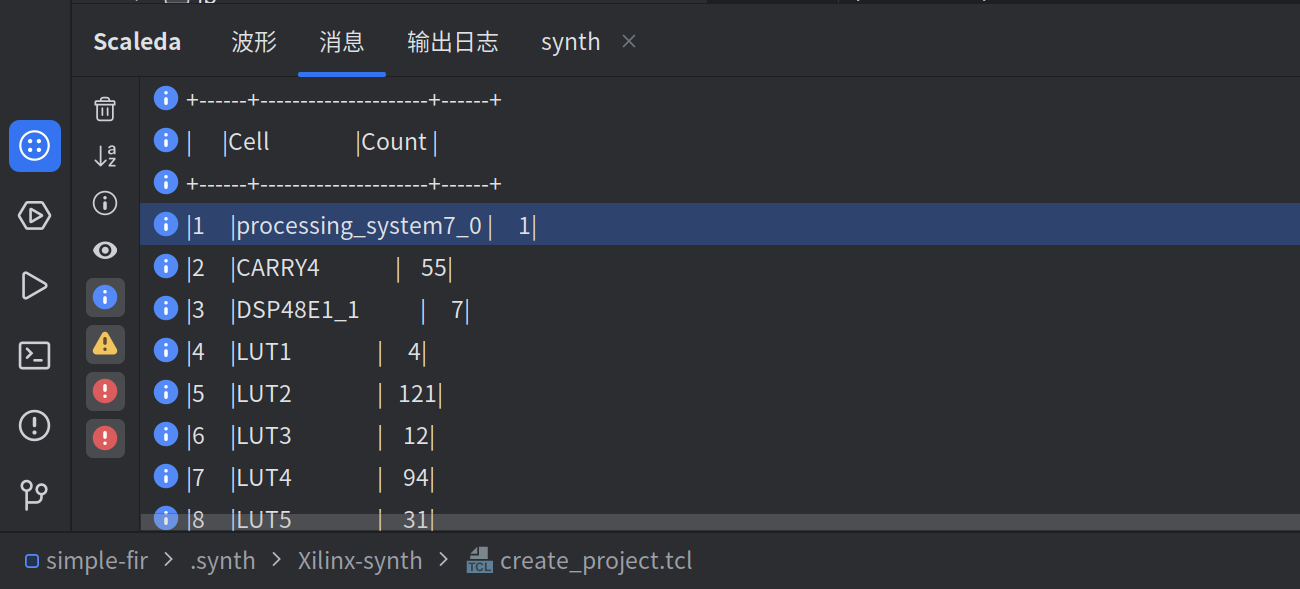 Scaleda 波形 消息 输出日志 synth
+------+---------------------+------+
| |Cell |Count |
+------+---------------------+------+
|1 |processing_system7_0 | 1|
|2 |CARRY4 | 55|
|3 |DSP48E1_1 | 7|
|4 |LUT1 | 4|
|5 |LUT2 | 121|
|6 |LUT3 | 12|
|7 |LUT4 | 94|
|8 |LUT5 | 31|
simple-fir > .synth > Xilinx-synth > TCL create_project.tcl